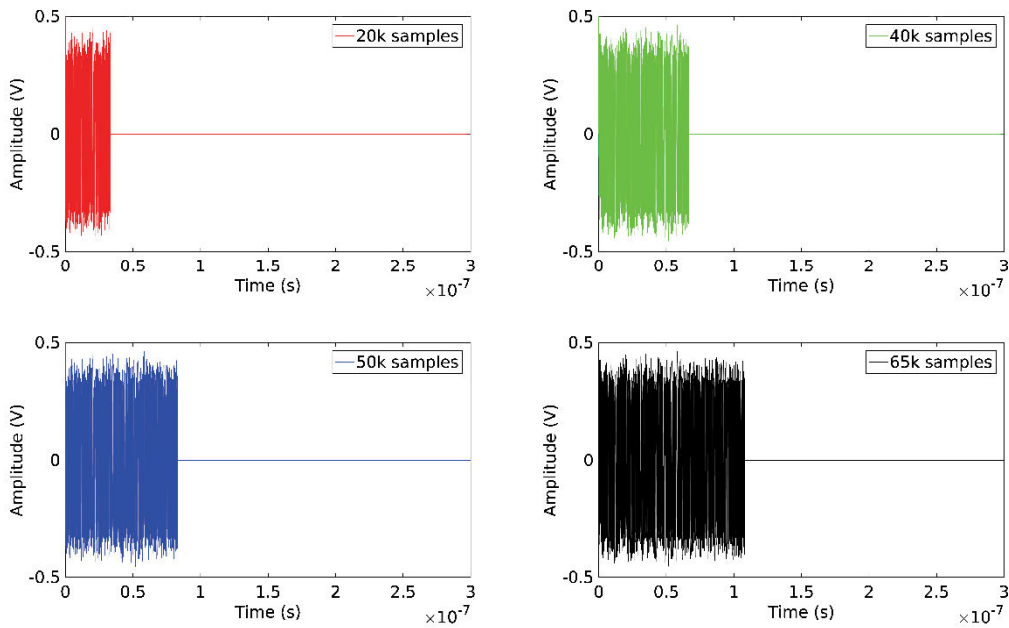 0.5
20k samples
Amplitude (V)
0
-0.5
0 0.5 1 1.5 2 2.5 3
Time (s)
×10-7
0.5
40k samples
Amplitude (V)
0
-0.5
0 0.5 1 1.5 2 2.5 3
Time (s)
×10-7
0.5
50k samples
Amplitude (V)
0
-0.5
0 0.5 1 1.5 2 2.5 3
Time (s)
×10-7
0.5
65k samples
Amplitude (V)
0
-0.5
0 0.5 1 1.5 2 2.5 3
Time (s)
×10-7